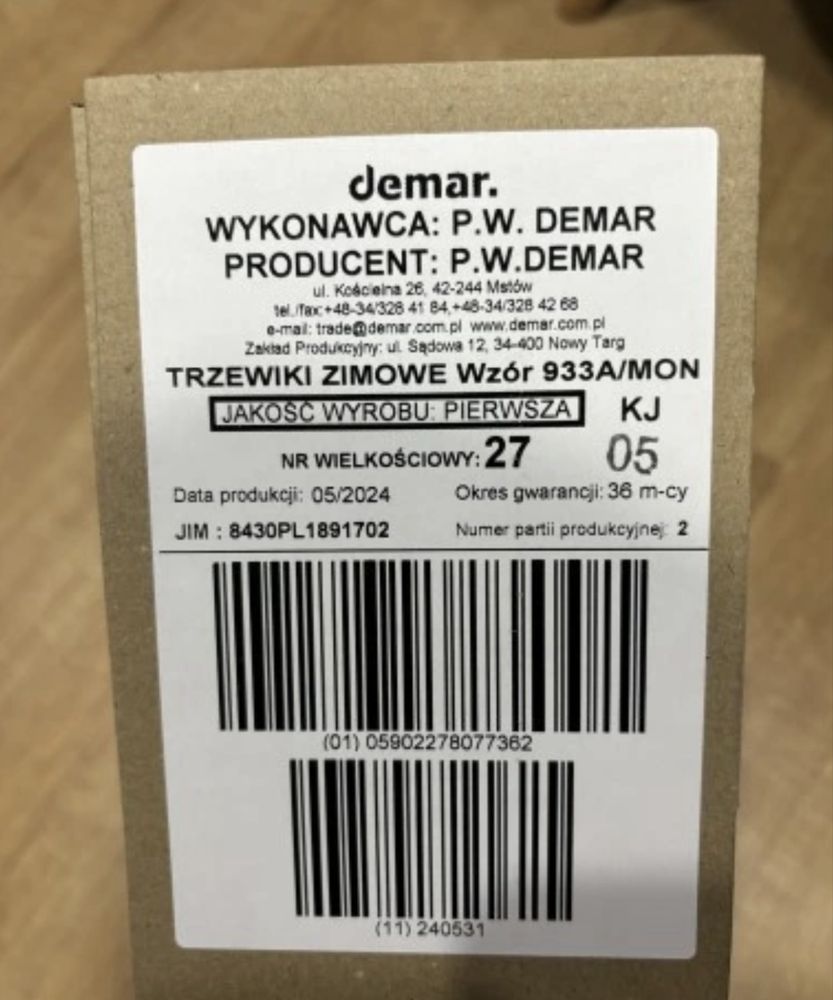 demar.
WYKONAWCA: P.W. DEMAR
PRODUCENT: P.W.DEMAR
ul. Kościelna 26, 42-244 Mstów
tel./fax:+48-34/328 41 84,+48-34/328 42 68
e-mail: trade@demar.com.pl www.demar.com.pl
Zakład Produkcyjny: ul. Sądowa 12, 34-400 Nowy Targ
TRZEWIKI ZIMOWE Wzór 933A/MON
JAKOŚĆ WYROBU: PIERWSZA KJ
NR WIELKOŚCIOWY: 27 05
Data produkcji: 05/2024 Okres gwarancji: 36 m-cy
JIM : 8430PL1891702 Numer partii produkcyjnej: 2
(01) 05902278077362
(11) 240531